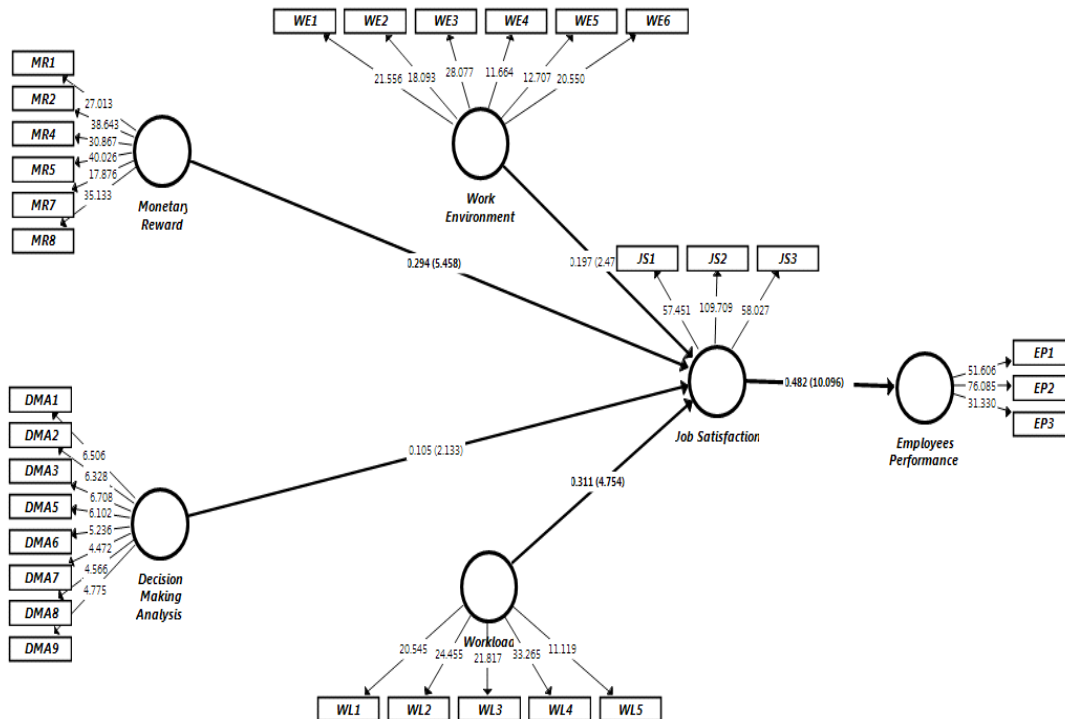 WE1 WE2 WE3 WE4 WE5 WE6
21.556 18.093 28.077 11.664 12.707 20.550
Work
Environment
MR1
MR2
MR4
MR5
MR7
MR8
27.013
38.643
30.867
40.026
17.876
35.133
Monetary
Reward
0.294 (5.458)
0.197 (2.47
JS1 JS2 JS3
57.451 109.709 58.027
Job Satisfaction
0.482 (10.096)
EP1
EP2
EP3
51.606
76.085
31.330
Employees
Performance
DMA1
DMA2
DMA3
DMA5
DMA6
DMA7
DMA8
DMA9
6.506
6.328
6.708
6.102
5.236
4.472
4.566
4.775
Decision
Making
Analysis
0.105 (2.133)
0.311 (4.754)
Workload
20.545 24.455 21.817 33.265 11.119
WL1 WL2 WL3 WL4 WL5